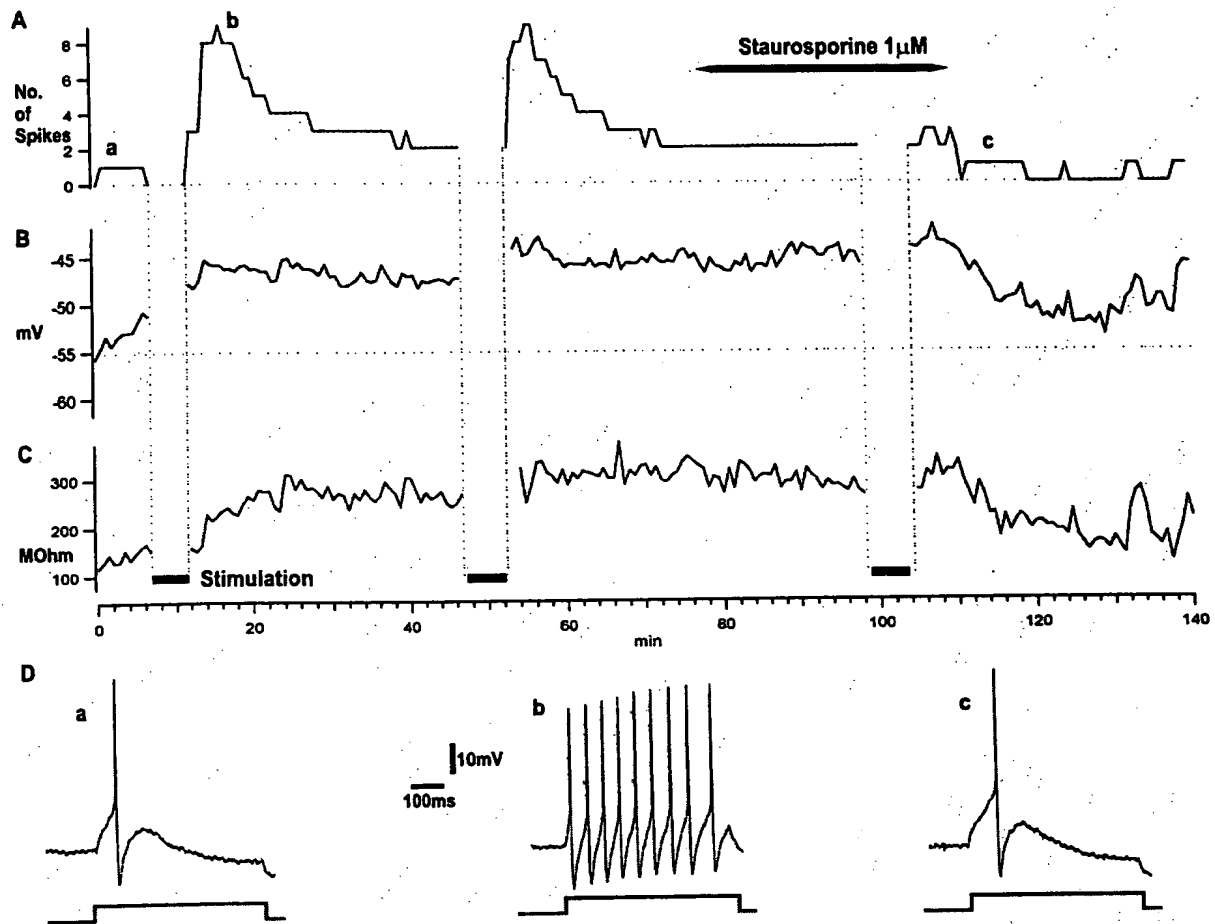 A
b
Staurosporine 1µM
8
6
No.
of
Spikes
4
2
0
a
c
B
-45
-50
mV
-55
-60
C
300
200
MOhm
100
Stimulation
0
20
40
60
80
100
120
140
min
D
a
b
c
10mV
100ms